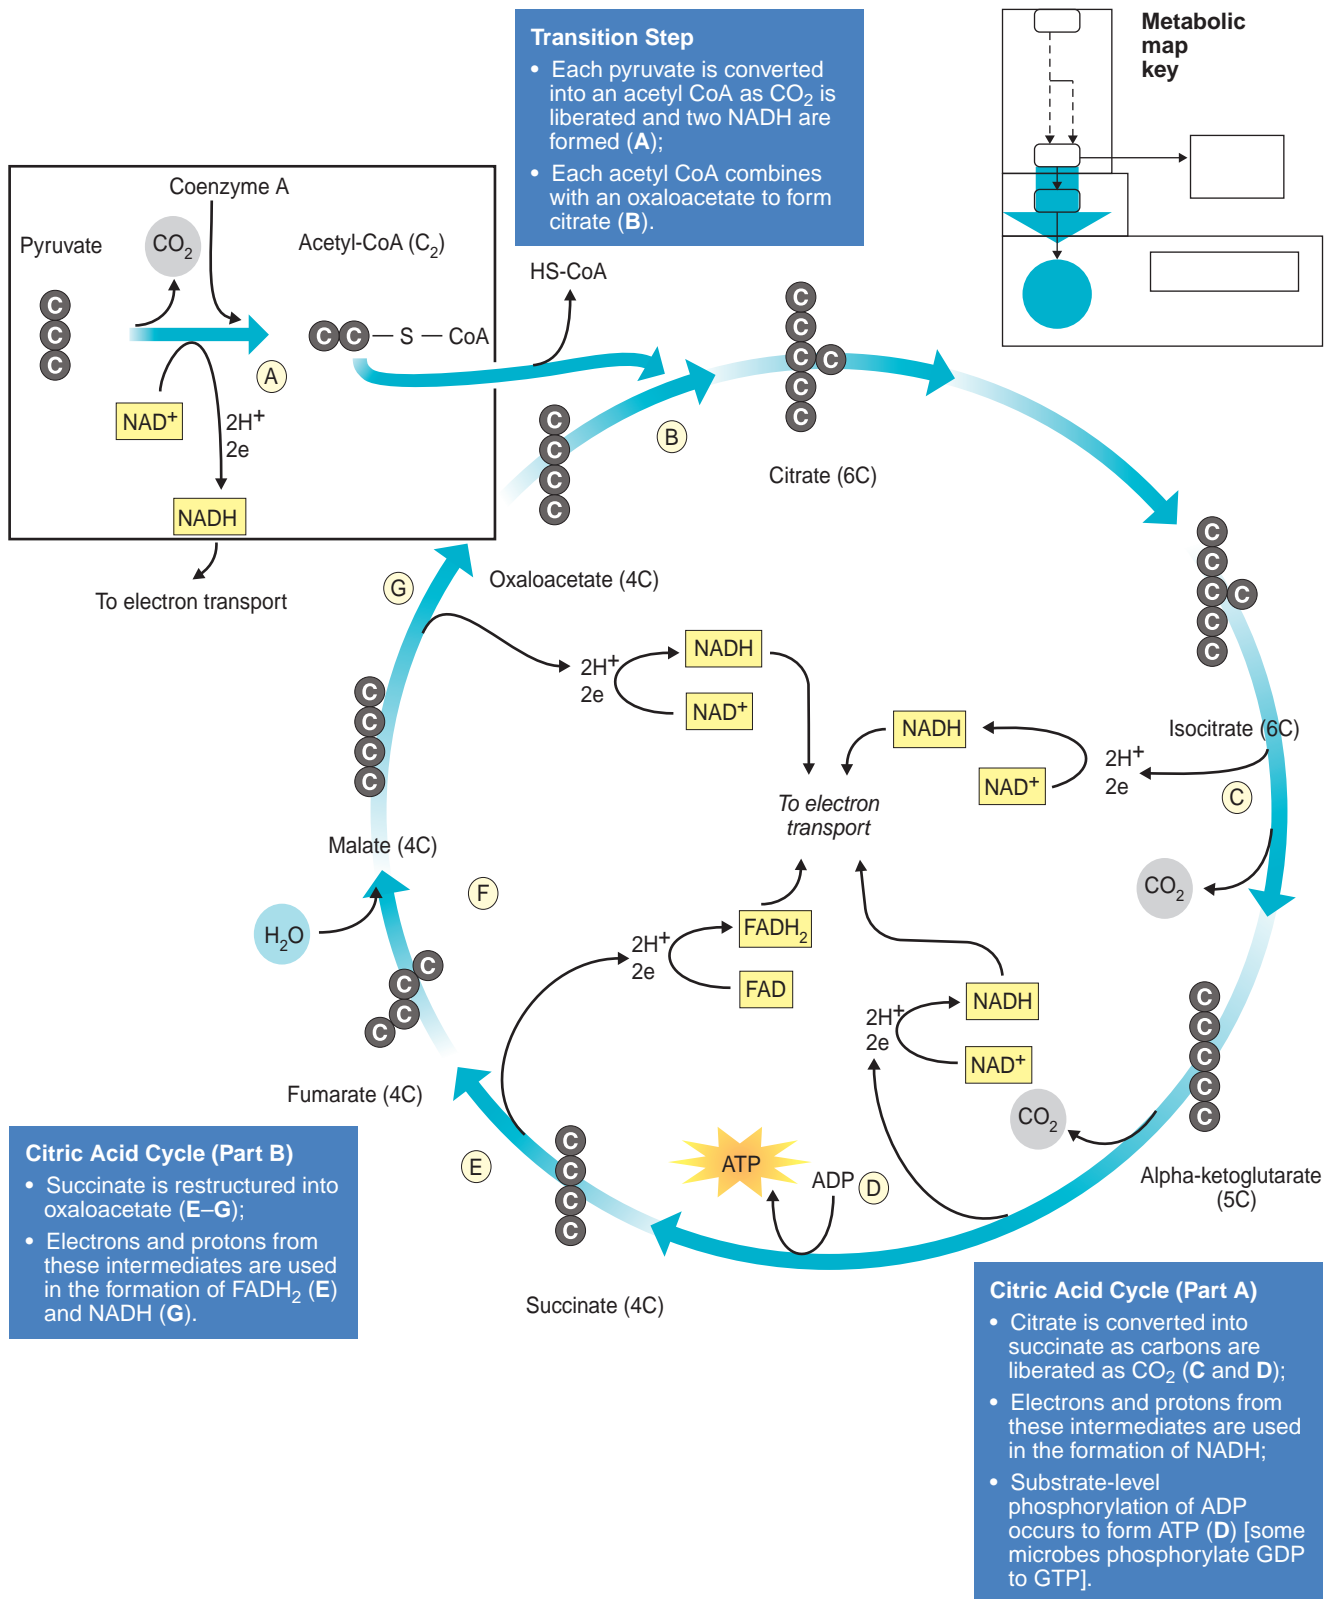 Transition Step
• Each pyruvate is converted
into an acetyl CoA as CO2 is
liberated and two NADH are
formed (A);
• Each acetyl CoA combines
with an oxaloacetate to form
citrate (B).
Metabolic
map
key
Coenzyme A
Pyruvate
CO2
Acetyl-CoA (C2)
C
C
C
C C — S — CoA
A
NAD+
2H+
2e
NADH
To electron transport
HS-CoA
B
C
C
C
C C
C
C
Citrate (6C)
C
C
C
C
Oxaloacetate (4C)
G
C
C
C C
C
C
Isocitrate (6C)
2H+
2e
NADH
NAD+
NADH
NAD+
2H+
2e
C
To electron
transport
CO2
C
C
C
C
Malate (4C)
F
H2O
C
C
C
C
Fumarate (4C)
2H+
2e
FADH2
FAD
2H+
2e
NADH
NAD+
CO2
C
C
C
C
C
Alpha-ketoglutarate
(5C)
E
C
C
C
C
Succinate (4C)
ATP
ADP
D
Citric Acid Cycle (Part B)
• Succinate is restructured into
oxaloacetate (E–G);
• Electrons and protons from
these intermediates are used
in the formation of FADH2 (E)
and NADH (G).
Citric Acid Cycle (Part A)
• Citrate is converted into
succinate as carbons are
liberated as CO2 (C and D);
• Electrons and protons from
these intermediates are used
in the formation of NADH;
• Substrate-level
phosphorylation of ADP
occurs to form ATP (D) [some
microbes phosphorylate GDP
to GTP].